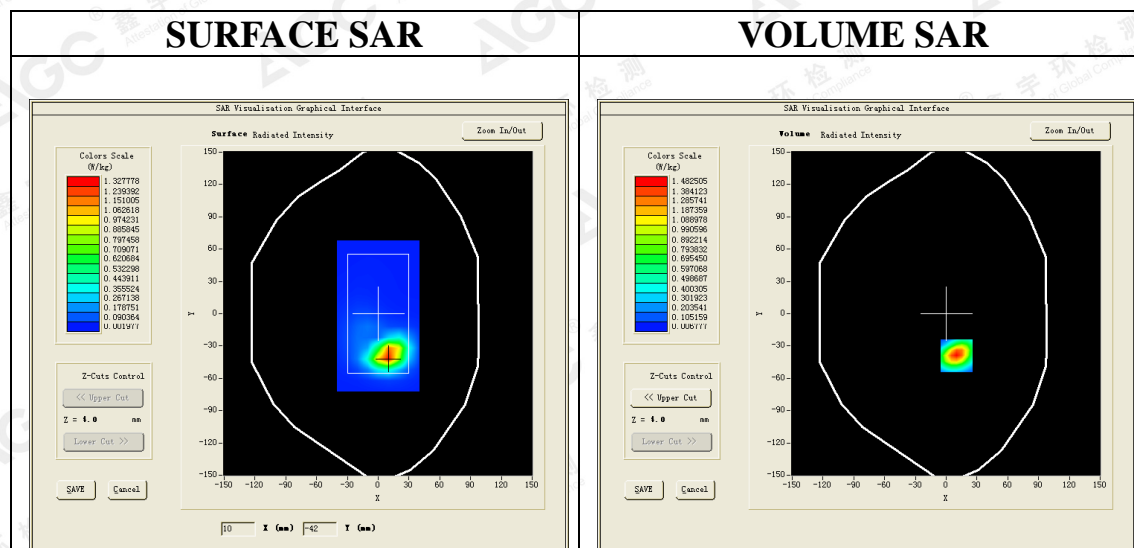 SURFACE SAR
VOLUME SAR
SAR Visualisation Graphical Interface
Surface Radiated Intensity
Zoom In/Out
Colors Scale
(W/kg)
1.327778
1.239392
1.151005
1.062618
0.974231
0.885845
0.797458
0.709071
0.620684
0.532298
0.443911
0.355524
0.267138
0.178751
0.090364
0.001977
150
120
90
60
30
0
-30
-60
-90
-120
-150
Y
-150 -120 -90 -60 -30 0 30 60 90 120 150
X
Z-Cuts Control
<< Upper Cut
Z = 4.0 mm
Lower Cut >>
SAVE Cancel
10 X (mm) -42 Y (mm)
SAR Visualisation Graphical Interface
Volume Radiated Intensity
Zoom In/Out
Colors Scale
(W/kg)
1.482505
1.384123
1.285741
1.187359
1.088978
0.990596
0.892214
0.793832
0.695450
0.597068
0.498687
0.400305
0.301923
0.203541
0.105159
0.006777
150
120
90
60
30
0
-30
-60
-90
-120
-150
Y
-150 -120 -90 -60 -30 0 30 60 90 120 150
X
Z-Cuts Control
<< Upper Cut
Z = 4.0 mm
Lower Cut >>
SAVE Cancel